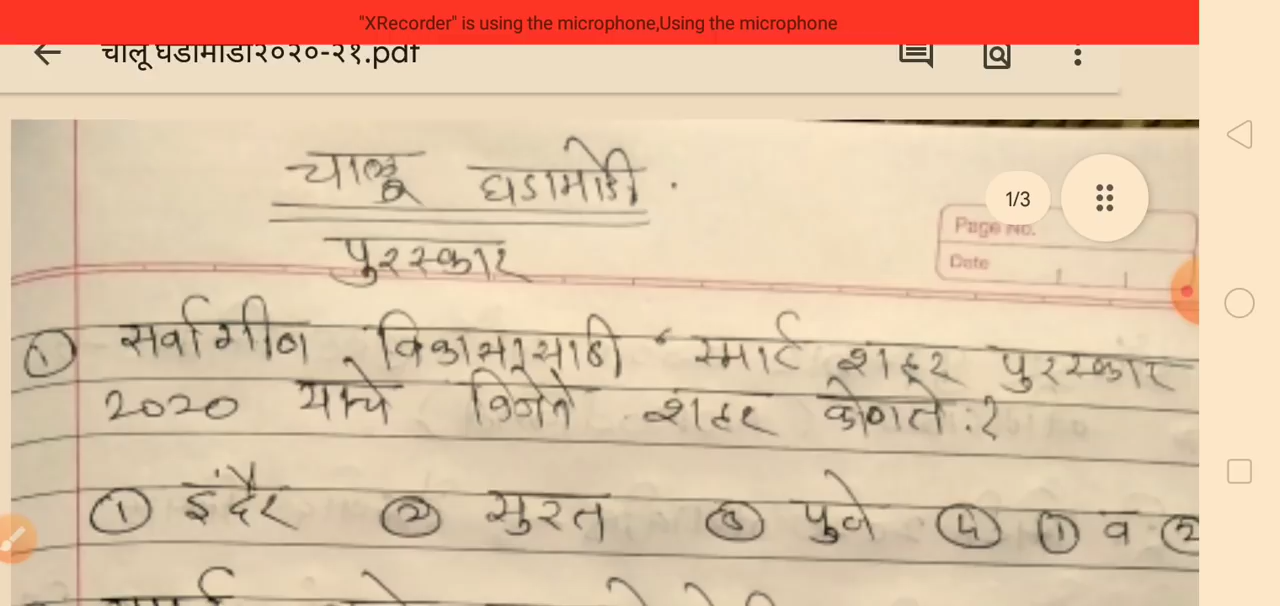 "XRecorder" is using the microphone,Using the microphone
चालू घडामोडी२०२०-२१.pdf
चालू घडामोडी.
1/3
पुरस्कार
Page No.
Date
① सर्वांगीण विकासासाठी ' स्मार्ट शहर पुरस्कार
2020 याचे विजेते शहर कोणते:?
① इंदैर ② सुरत ③ पुणे ④ ① व ②